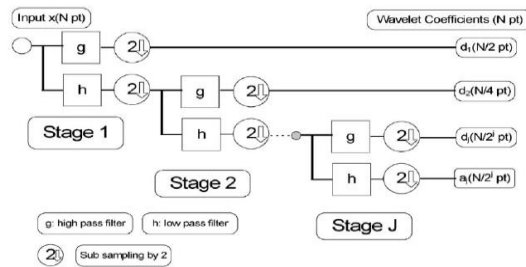 Input x(N pt)
Wavelet Coefficients (N pt)
g
2
d₁(N/2 pt)
h
2
g
2
d₂(N/4 pt)
Stage 1
h
2
g
2
dⱼ(N/2ʲ pt)
Stage 2
h
2
aⱼ(N/2ʲ pt)
Stage J
g: high pass filter
h: low pass filter
2
Sub sampling by 2